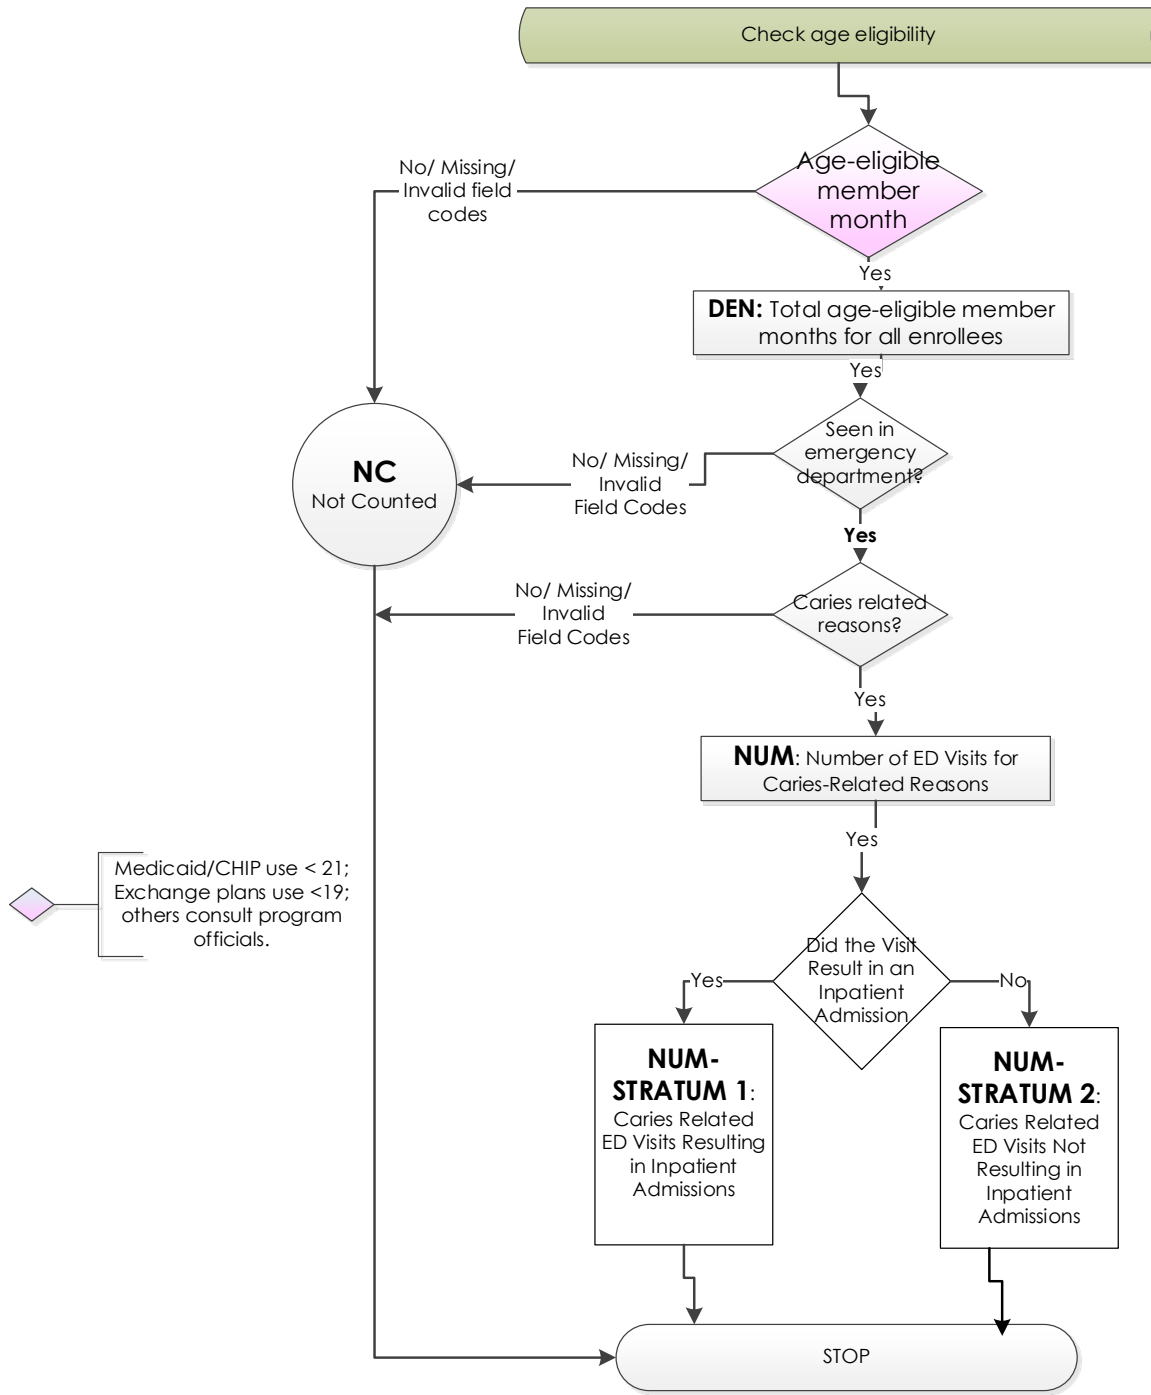 Check age eligibility
Age-eligible
member
month
No/ Missing/
Invalid field
codes
Yes
DEN: Total age-eligible member
months for all enrollees
Yes
Seen in
emergency
department?
No/ Missing/
Invalid
Field Codes
NC
Not Counted
Yes
Caries related
reasons?
No/ Missing/
Invalid
Field Codes
Yes
NUM: Number of ED Visits for
Caries-Related Reasons
Yes
Medicaid/CHIP use < 21;
Exchange plans use <19;
others consult program
officials.
Did the Visit
Result in an
Inpatient
Admission
Yes
No
NUM-
STRATUM 1:
Caries Related
ED Visits Resulting
in Inpatient
Admissions
NUM-
STRATUM 2:
Caries Related
ED Visits Not
Resulting in
Inpatient
Admissions
STOP